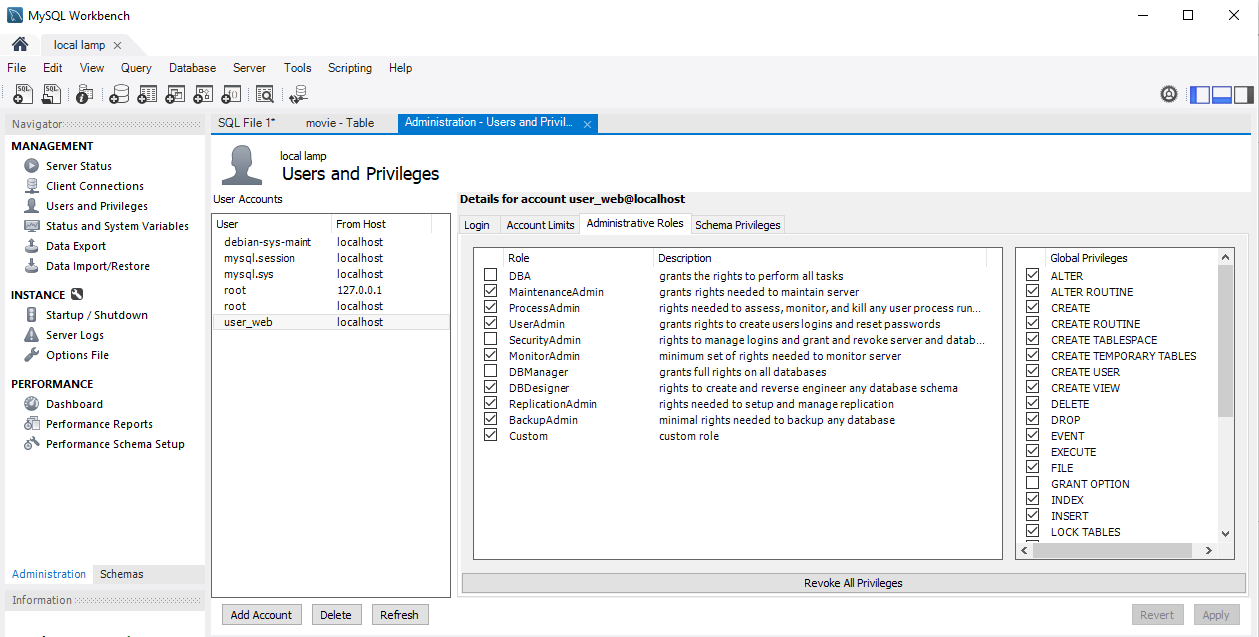 MySQL Workbench
local lamp
File Edit View Query Database Server Tools Scripting Help
SQL SQL
Navigator
MANAGEMENT
Server Status
Client Connections
Users and Privileges
Status and System Variables
Data Export
Data Import/Restore
INSTANCE
Startup / Shutdown
Server Logs
Options File
PERFORMANCE
Dashboard
Performance Reports
Performance Schema Setup
Administration Schemas
Information
SQL File 1* movie - Table Administration - Users and Privil...
local lamp
Users and Privileges
User Accounts
User From Host
debian-sys-maint localhost
mysql.session localhost
mysql.sys localhost
root 127.0.0.1
root localhost
user_web localhost
Add Account Delete Refresh
Details for account user_web@localhost
Login Account Limits Administrative Roles Schema Privileges
Role Description
DBA grants the rights to perform all tasks
MaintenanceAdmin grants rights needed to maintain server
ProcessAdmin rights needed to assess, monitor, and kill any user process run...
UserAdmin grants rights to create users logins and reset passwords
SecurityAdmin rights to manage logins and grant and revoke server and datab...
MonitorAdmin minimum set of rights needed to monitor server
DBManager grants full rights on all databases
DBDesigner rights to create and reverse engineer any database schema
ReplicationAdmin rights needed to setup and manage replication
BackupAdmin minimal rights needed to backup any database
Custom custom role
Global Privileges
ALTER
ALTER ROUTINE
CREATE
CREATE ROUTINE
CREATE TABLESPACE
CREATE TEMPORARY TABLES
CREATE USER
CREATE VIEW
DELETE
DROP
EVENT
EXECUTE
FILE
GRANT OPTION
INDEX
INSERT
LOCK TABLES
Revoke All Privileges
Revert Apply